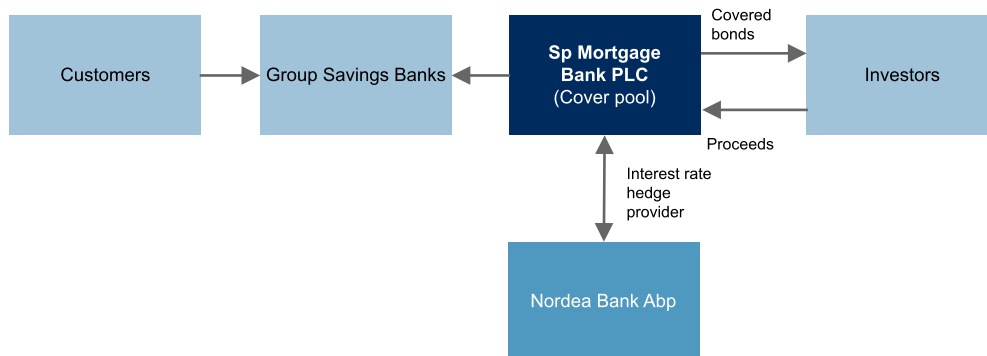 Customers
Group Savings Banks
Sp Mortgage
Bank PLC
(Cover pool)
Covered
bonds
Investors
Proceeds
Interest rate
hedge
provider
Nordea Bank Abp